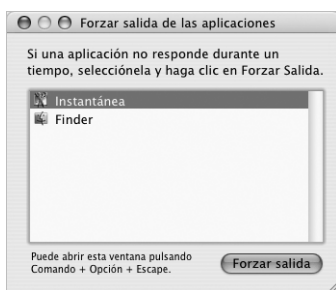 Forzar salida de las aplicaciones
Si una aplicación no responde durante un
tiempo, selecciónela y haga clic en Forzar Salida.
Instantánea
Finder
Puede abrir esta ventana pulsando
Comando + Opción + Escape.
Forzar salida